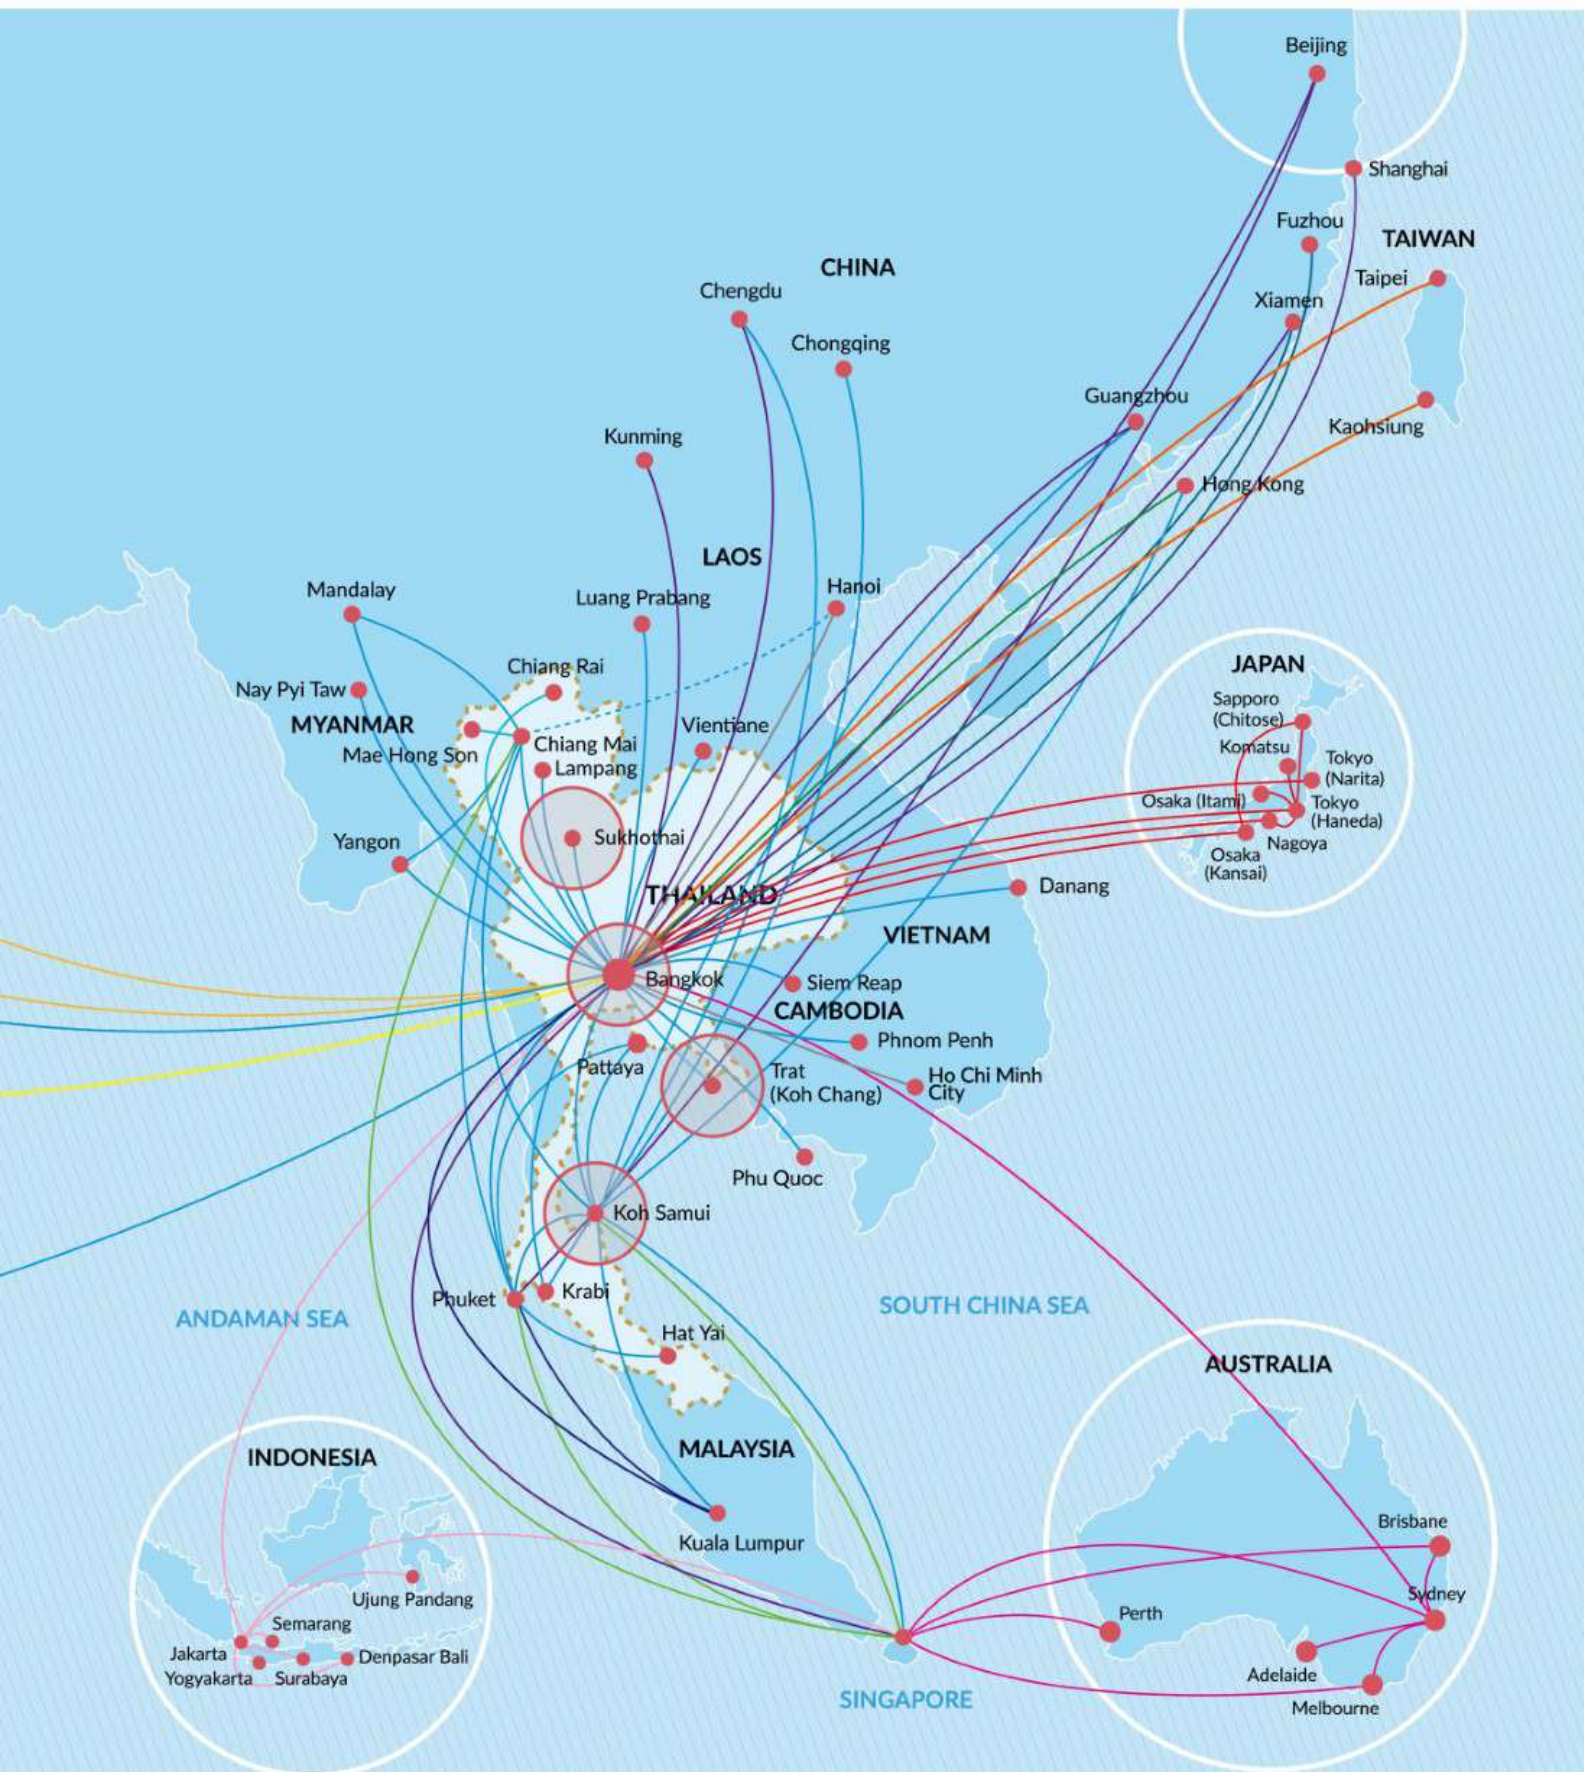 Beijing
Shanghai
Fuzhou
TAIWAN
CHINA
Taipei
Chengdu
Xiamen
Chongqing
Guangzhou
Kaohsiung
Kunming
Hong Kong
LAOS
Mandalay
Hanoi
Luang Prabang
Chiang Rai
JAPAN
Nay Pyi Taw
Sapporo
(Chitose)
MYANMAR
Vientiane
Mae Hong Son
Chiang Mai
Komatsu
Lampang
Tokyo
(Narita)
Osaka (Itami)
Tokyo
(Haneda)
Yangon
Sukhothai
Nagoya
Osaka
(Kansai)
THAILAND
Danang
VIETNAM
Bangkok
Siem Reap
CAMBODIA
Phnom Penh
Pattaya
Trat
(Koh Chang)
Ho Chi Minh
City
Phu Quoc
Koh Samui
Phuket
Krabi
ANDAMAN SEA
SOUTH CHINA SEA
Hat Yai
AUSTRALIA
INDONESIA
MALAYSIA
Brisbane
Kuala Lumpur
Ujung Pandang
Sydney
Semarang
Perth
Jakarta
Denpasar Bali
Yogyakarta
Surabaya
Adelaide
SINGAPORE
Melbourne